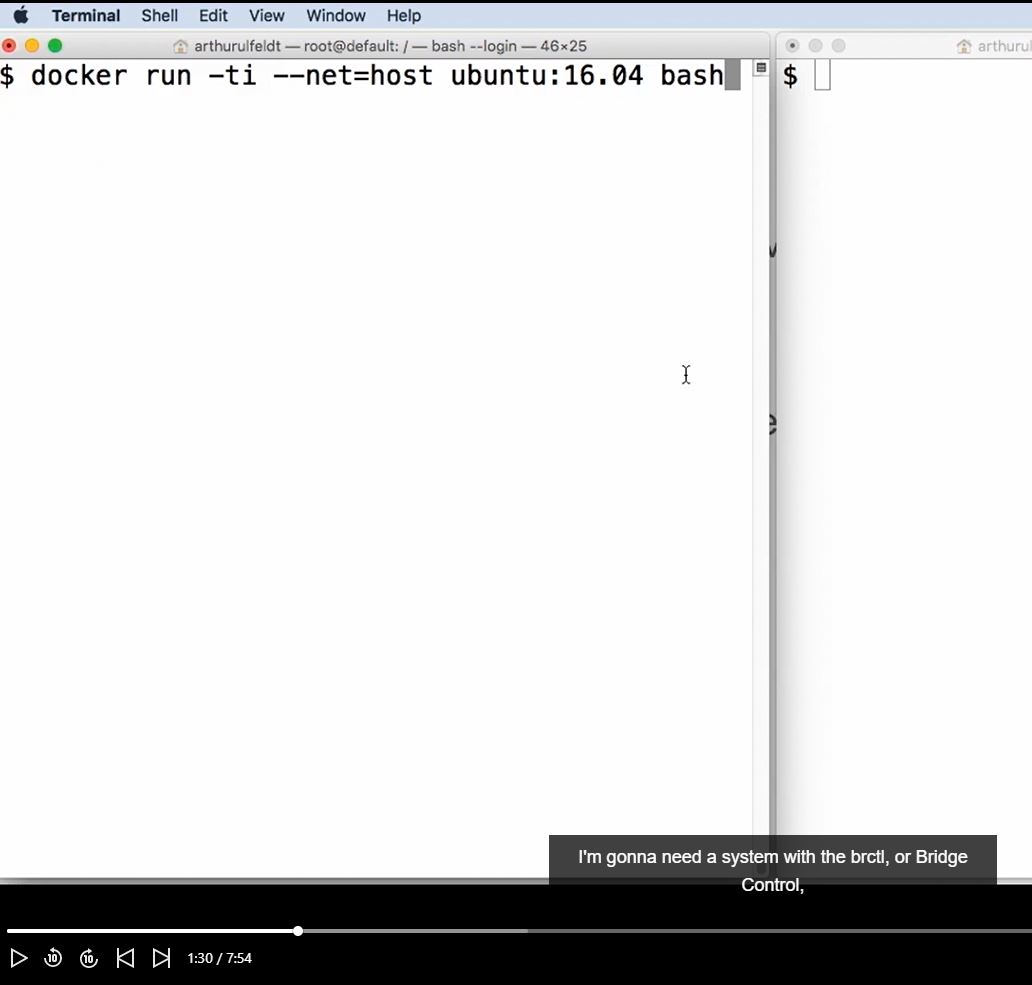 Terminal Shell Edit View Window Help
arthurulfeldt — root@default: / — bash --login — 46×25
arthurul
$ docker run -ti --net=host ubuntu:16.04 bash
$
I'm gonna need a system with the brctl, or Bridge
Control,
10 10 1:30 / 7:54